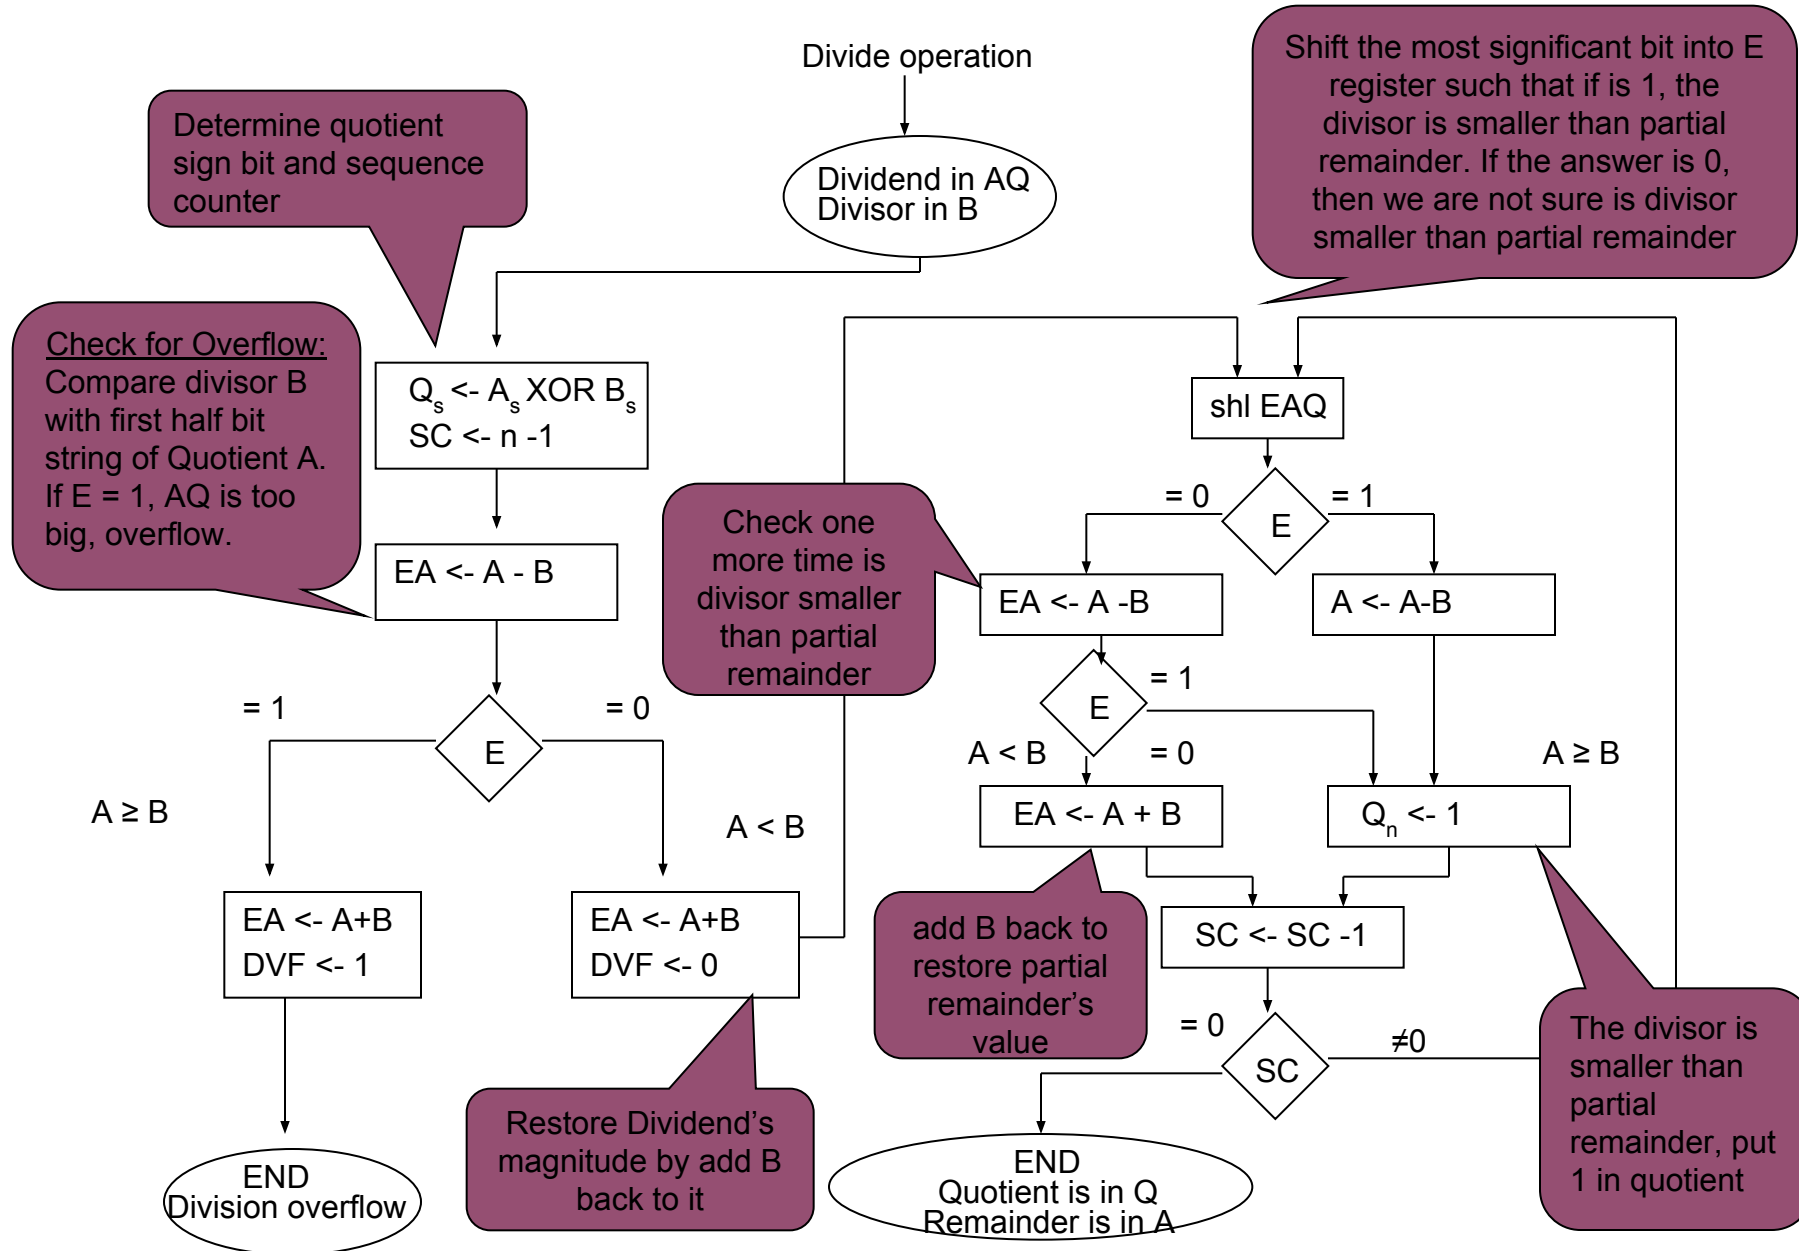 Divide operation
Shift the most significant bit into E
register such that if is 1, the
divisor is smaller than partial
remainder. If the answer is 0,
then we are not sure is divisor
smaller than partial remainder
Determine quotient
sign bit and sequence
counter
Dividend in AQ
Divisor in B
Check for Overflow:
Compare divisor B
with first half bit
string of Quotient A.
If E = 1, AQ is too
big, overflow.
Qs <- As XOR Bs
SC <- n -1
EA <- A - B
= 1
= 0
E
A ≥ B
A < B
EA <- A+B
DVF <- 1
EA <- A+B
DVF <- 0
END
Division overflow
Restore Dividend’s
magnitude by add B
back to it
shl EAQ
= 0
= 1
E
Check one
more time is
divisor smaller
than partial
remainder
EA <- A -B
A <- A-B
= 1
E
A < B
= 0
A ≥ B
EA <- A + B
Qn <- 1
add B back to
restore partial
remainder’s
value
SC <- SC -1
= 0
≠0
SC
The divisor is
smaller than
partial
remainder, put
1 in quotient
END
Quotient is in Q
Remainder is in A